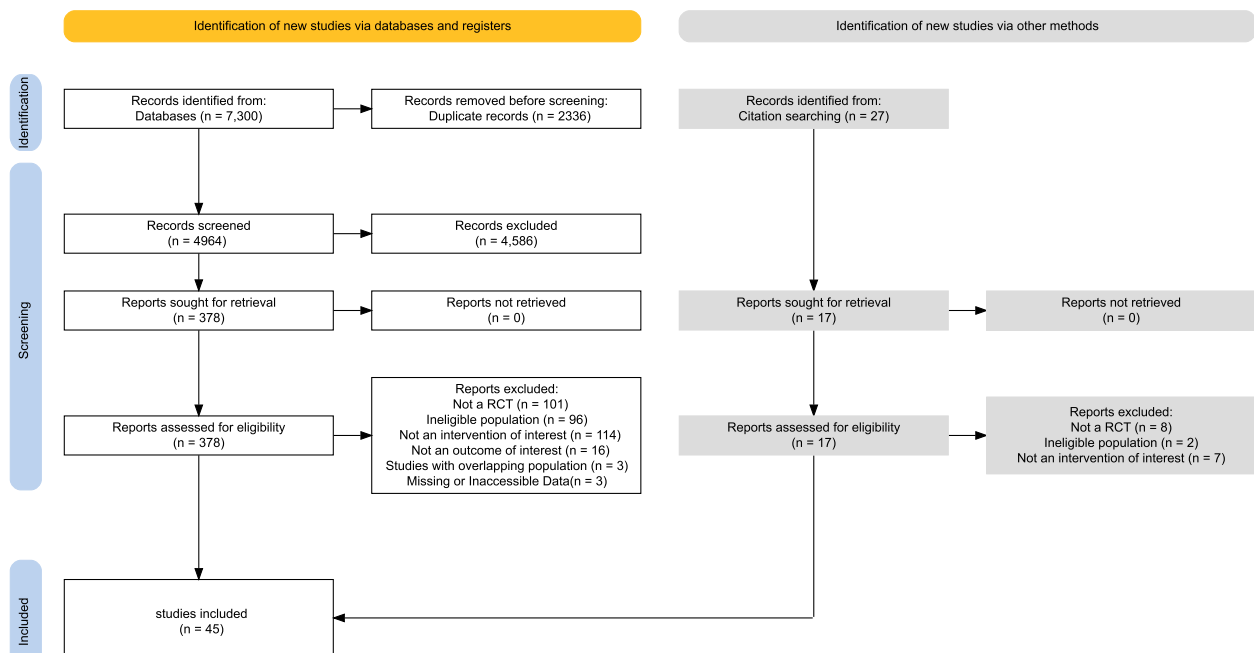 Identification of new studies via databases and registers
Identification of new studies via other methods
Identification
Records identified from:
Databases (n = 7,300)
Records removed before screening:
Duplicate records (n = 2336)
Records identified from:
Citation searching (n = 27)
Screening
Records screened
(n = 4964)
Records excluded
(n = 4,586)
Reports sought for retrieval
(n = 378)
Reports not retrieved
(n = 0)
Reports sought for retrieval
(n = 17)
Reports not retrieved
(n = 0)
Reports assessed for eligibility
(n = 378)
Reports excluded:
Not a RCT (n = 101)
Ineligible population (n = 96)
Not an intervention of interest (n = 114)
Not an outcome of interest (n = 16)
Studies with overlapping population (n = 3)
Missing or Inaccessible Data(n = 3)
Reports assessed for eligibility
(n = 17)
Reports excluded:
Not a RCT (n = 8)
Ineligible population (n = 2)
Not an intervention of interest (n = 7)
Included
studies included
(n = 45)